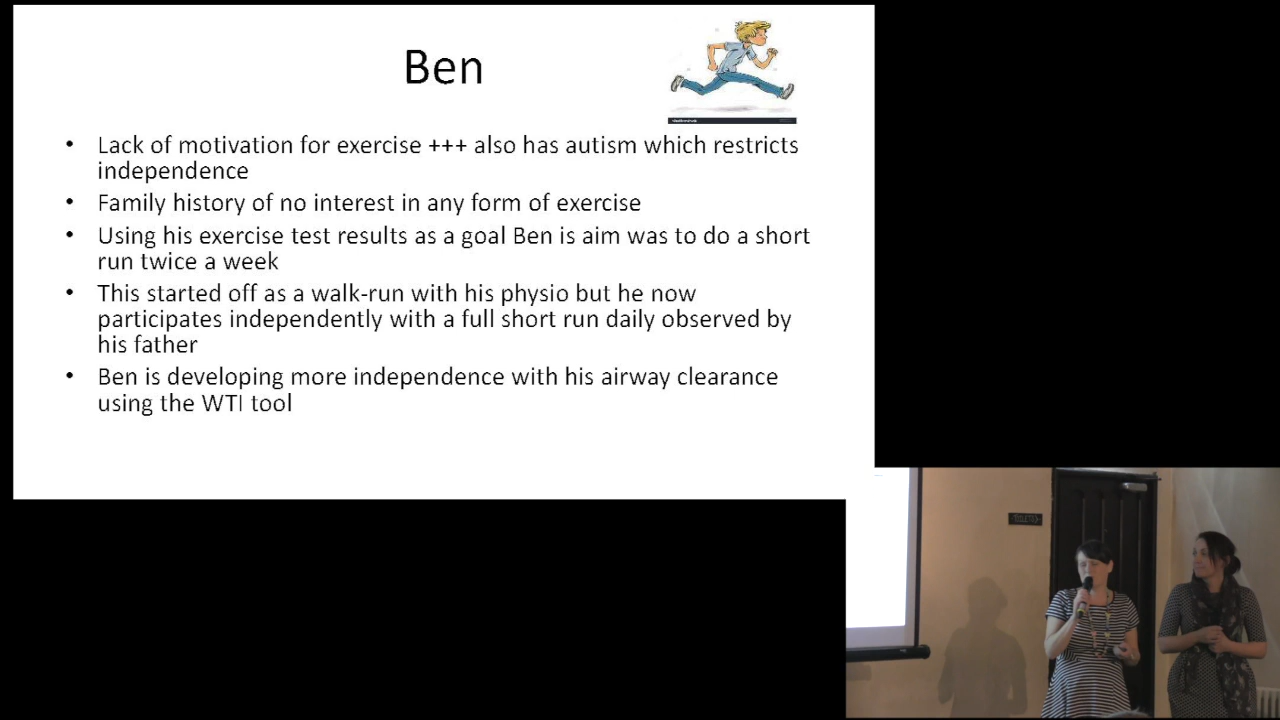 Ben
• Lack of motivation for exercise +++ also has autism which restricts
independence
• Family history of no interest in any form of exercise
• Using his exercise test results as a goal Ben is aim was to do a short
run twice a week
• This started off as a walk-run with his physio but he now
participates independently with a full short run daily observed by
his father
• Ben is developing more independence with his airway clearance
using the WTI tool